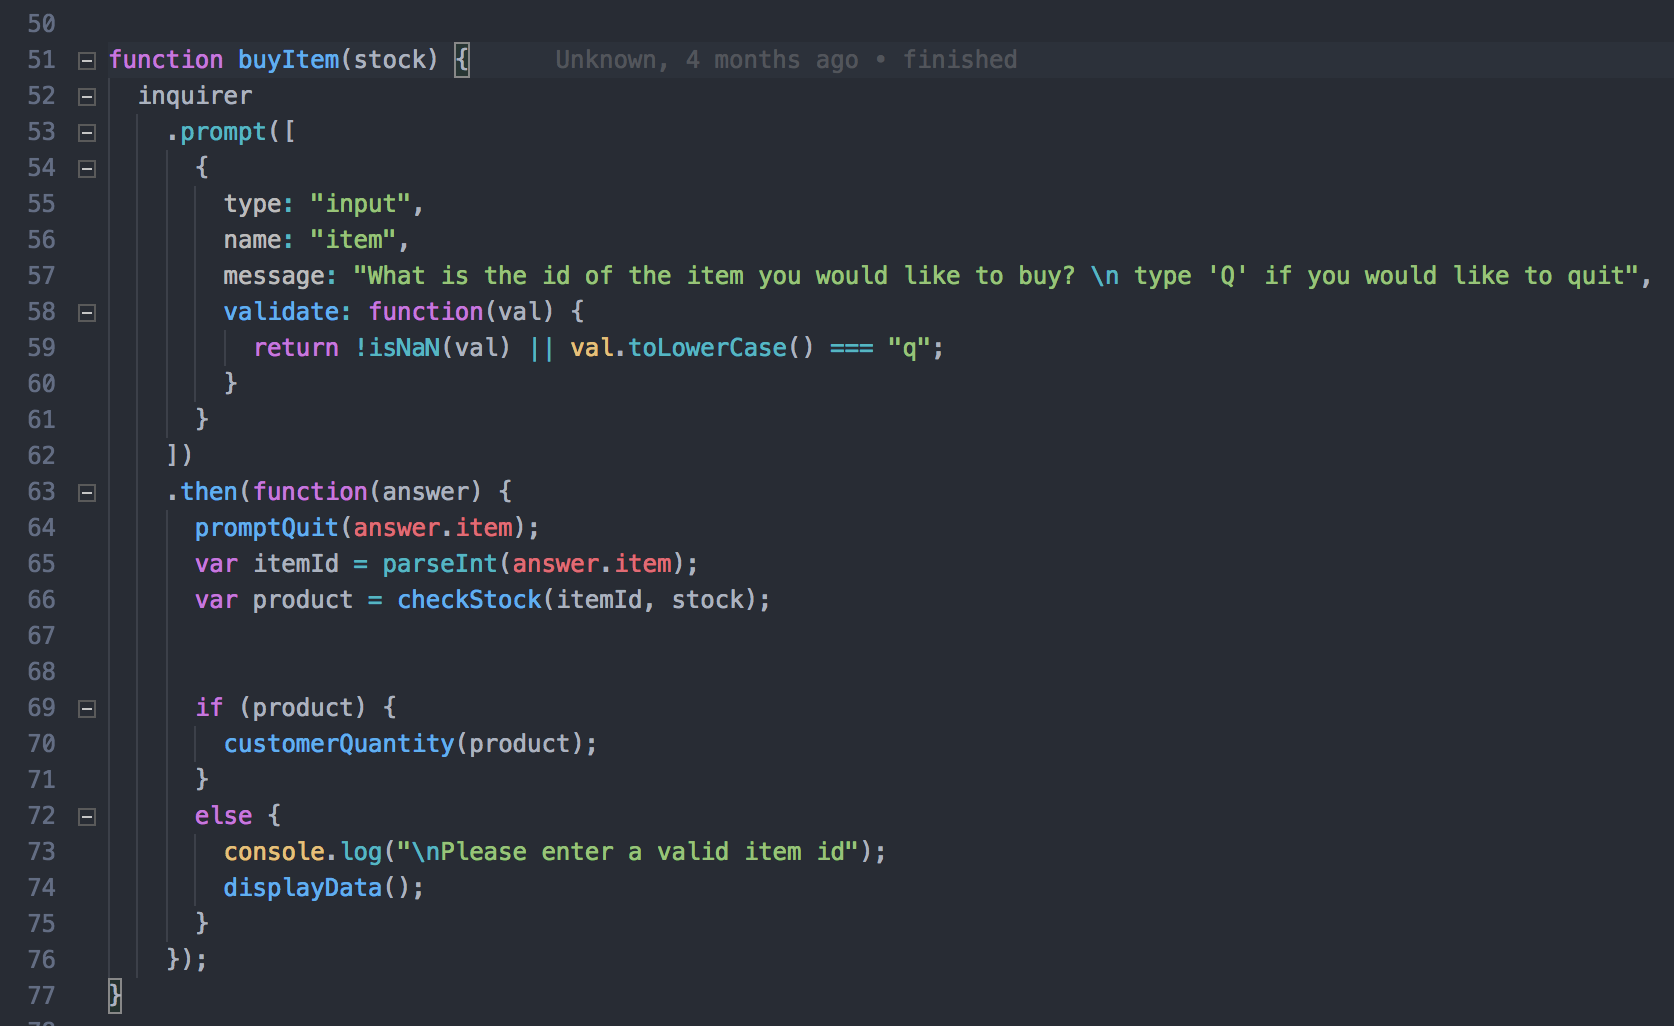 50
51 function buyItem(stock) { Unknown, 4 months ago • finished
52 inquirer
53 .prompt([
54 {
55 type: "input",
56 name: "item",
57 message: "What is the id of the item you would like to buy? \n type 'Q' if you would like to quit",
58 validate: function(val) {
59 return !isNaN(val) || val.toLowerCase() === "q";
60 }
61 }
62 ])
63 .then(function(answer) {
64 promptQuit(answer.item);
65 var itemId = parseInt(answer.item);
66 var product = checkStock(itemId, stock);
67
68
69 if (product) {
70 customerQuantity(product);
71 }
72 else {
73 console.log("\nPlease enter a valid item id");
74 displayData();
75 }
76 });
77 }